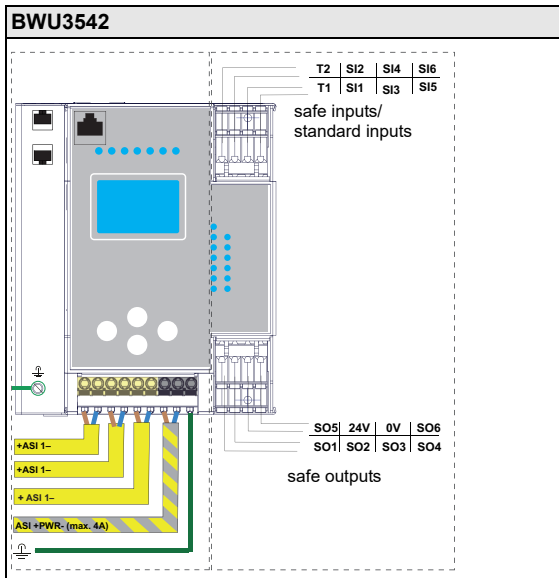 BWU3542
T2 SI2 SI4 SI6
T1 SI1 SI3 SI5
safe inputs/
standard inputs
SO5 24V 0V SO6
SO1 SO2 SO3 SO4
safe outputs
+ASI 1–
+ASI 1–
+ ASI 1–
ASI +PWR- (max. 4A)